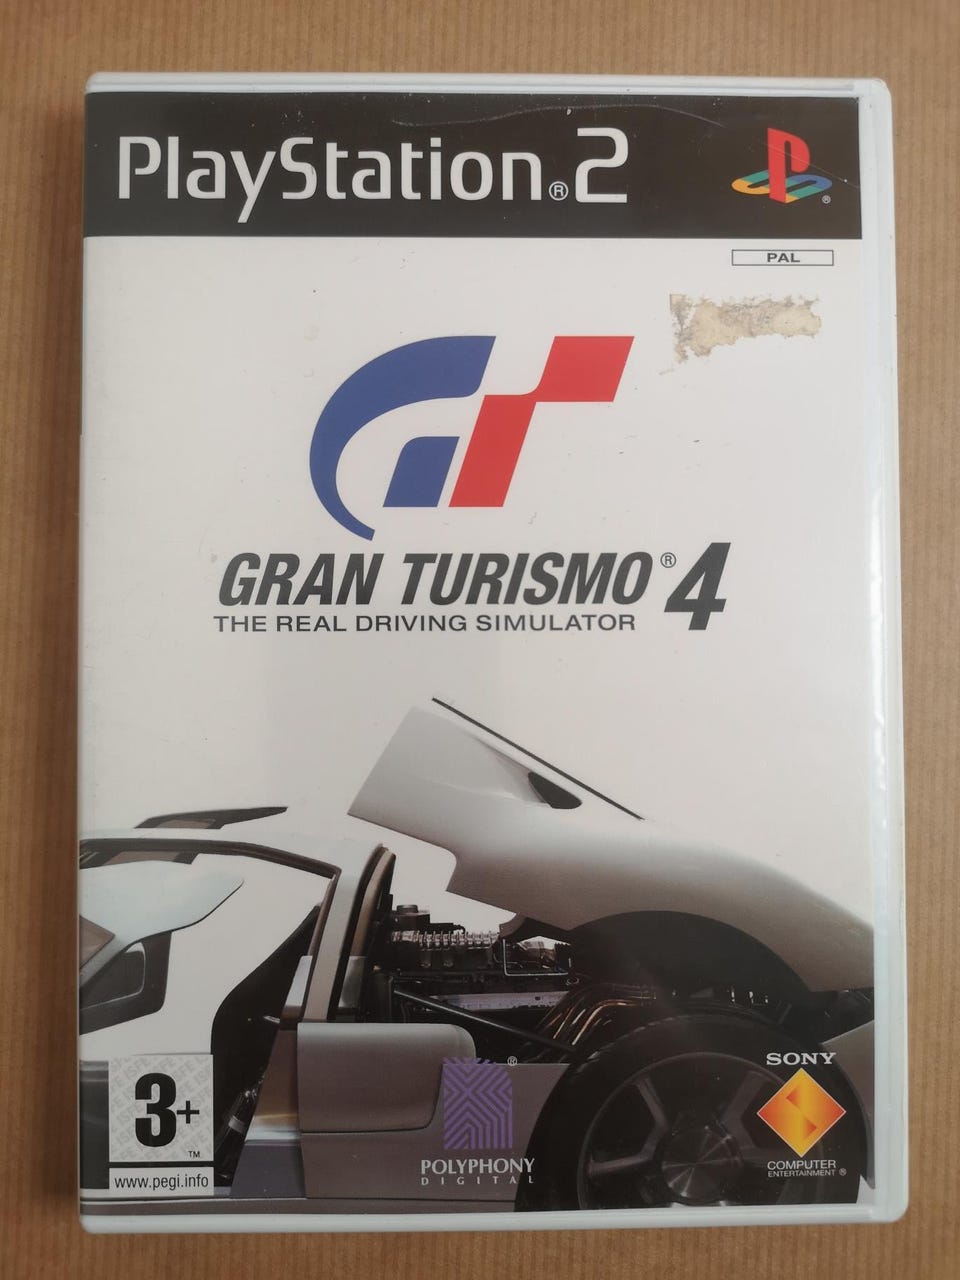 PlayStation®2
®
PAL
GRAN TURISMO®4
THE REAL DRIVING SIMULATOR
3+
™
www.pegi.info
®
POLYPHONY
DIGITAL
SONY
COMPUTER
ENTERTAINMENT ®